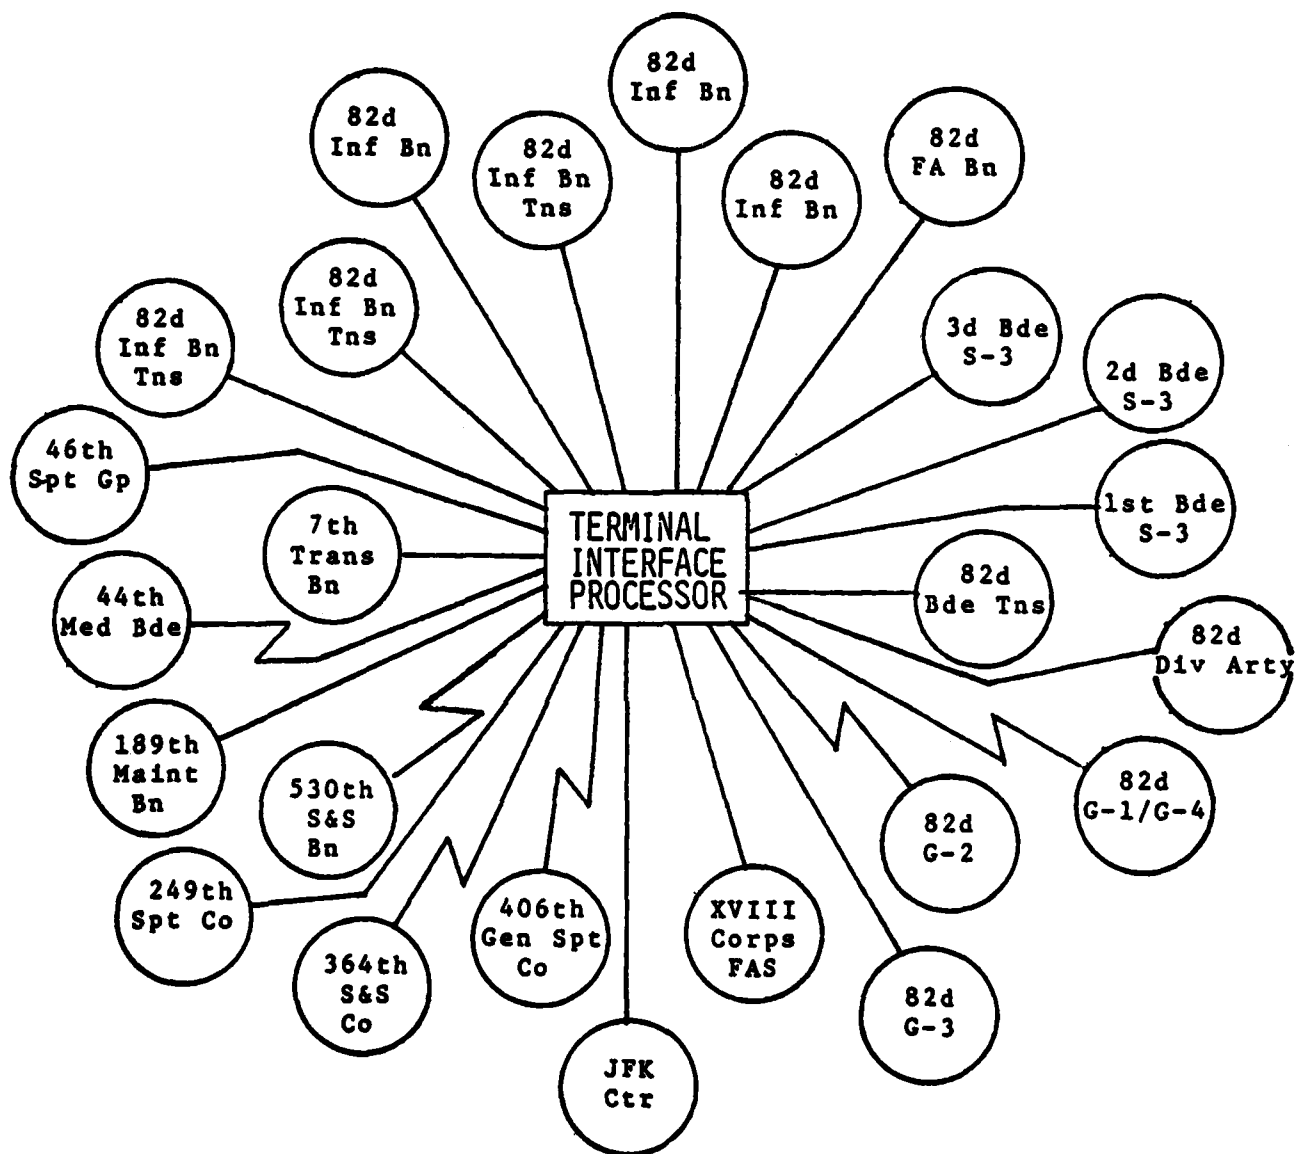 82d
Inf Bn
82d
Inf Bn
82d
Inf Bn
Tns
82d
Inf Bn
82d
FA Bn
82d
Inf Bn
Tns
82d
Inf Bn
Tns
3d Bde
S-3
2d Bde
S-3
46th
Spt Gp
1st Bde
S-3
7th
Trans
Bn
TERMINAL
INTERFACE
PROCESSOR
82d
Bde Tns
44th
Med Bde
82d
Div Arty
189th
Maint
Bn
530th
S&S
Bn
82d
G-2
82d
G-1/G-4
249th
Spt Co
364th
S&S
Co
406th
Gen Spt
Co
XVIII
Corps
FAS
82d
G-3
JFK
Ctr